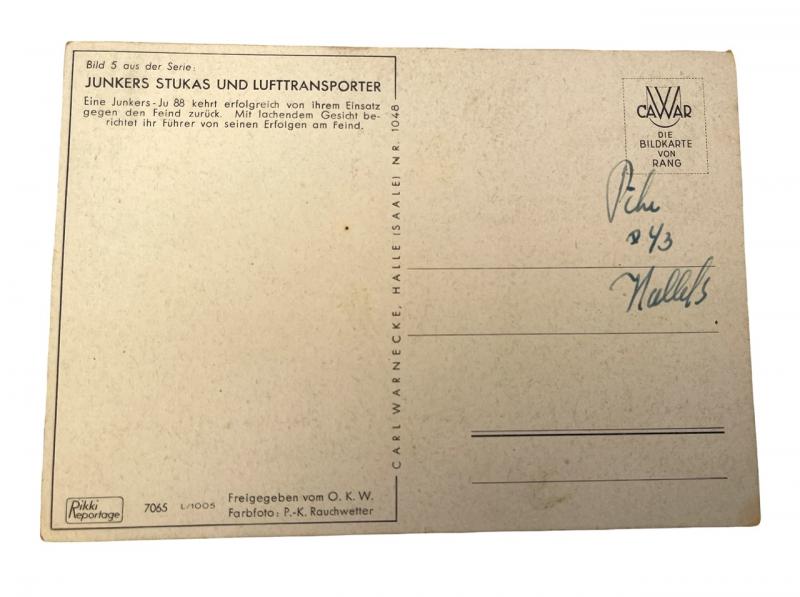 Bild 5 aus der Serie:
JUNKERS STUKAS UND LUFTTRANSPORTER
Eine Junkers-Ju 88 kehrt erfolgreich von ihrem Einsatz
gegen den Feind zurück. Mit lachendem Gesicht be-
richtet ihr Führer von seinen Erfolgen am Feind.
CARL WARNECKE, HALLE (SAALE) NR. 1048
CAWAR
DIE
BILDKARTE
VON
RANG
Rikki
Reportage
7065 L/1005
Freigegeben vom O. K. W.
Farbfoto: P.-K. Rauchwetter